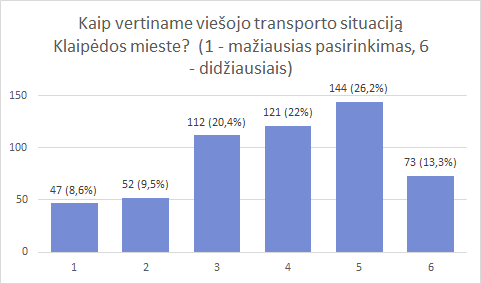 Kaip vertiname viešojo transporto situaciją
Klaipėdos mieste?  (1 - mažiausias pasirinkimas, 6
- didžiausiais)
150
100
50
0
47 (8,6%)
52 (9,5%)
112 (20,4%)
121 (22%)
144 (26,2%)
73 (13,3%)
1 2 3 4 5 6